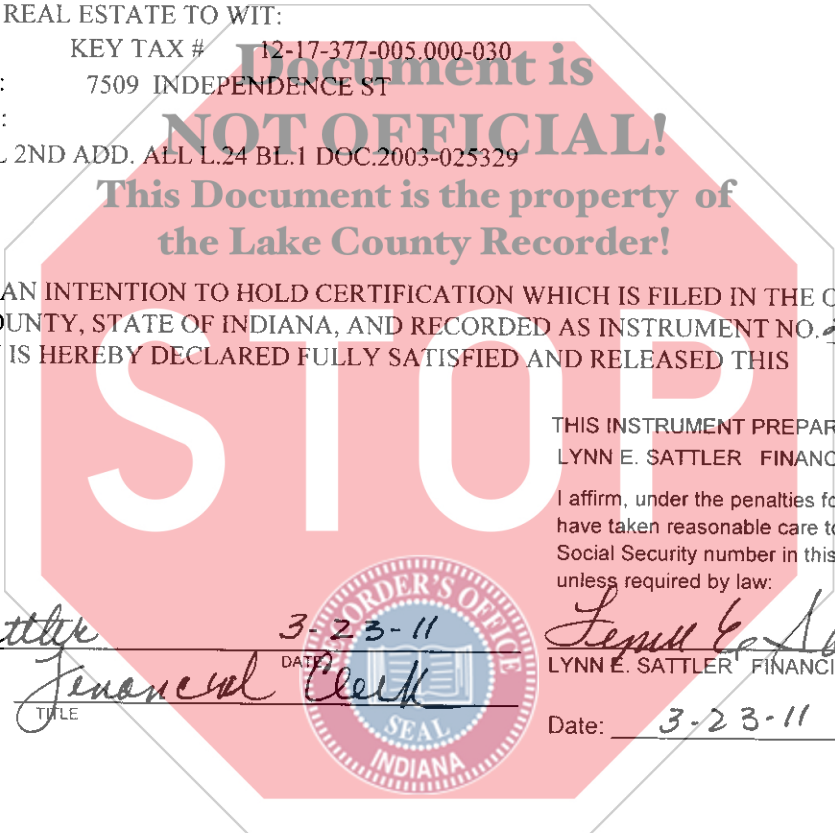 REAL ESTATE TO WIT:
KEY TAX # 12-17-377-005.000-030
: 7509 INDEPENDENCE ST
:
L 2ND ADD. ALL L.24 BL.1 DOC.2003-025329
Document is
NOT OFFICIAL!
This Document is the property of
the Lake County Recorder!
AN INTENTION TO HOLD CERTIFICATION WHICH IS FILED IN THE
OUNTY, STATE OF INDIANA, AND RECORDED AS INSTRUMENT NO.
IS HEREBY DECLARED FULLY SATISFIED AND RELEASED THIS
STOP
THIS INSTRUMENT PREPAR
LYNN E. SATTLER FINANC
I affirm, under the penalties fo
have taken reasonable care to
Social Security number in this
unless required by law:
attler 3-23-11
DATE
Financial Clerk
TITLE
RECORDER'S OFFICE
SEAL
INDIANA
LYNN E. SATTLER FINANCI
Date: 3-23-11